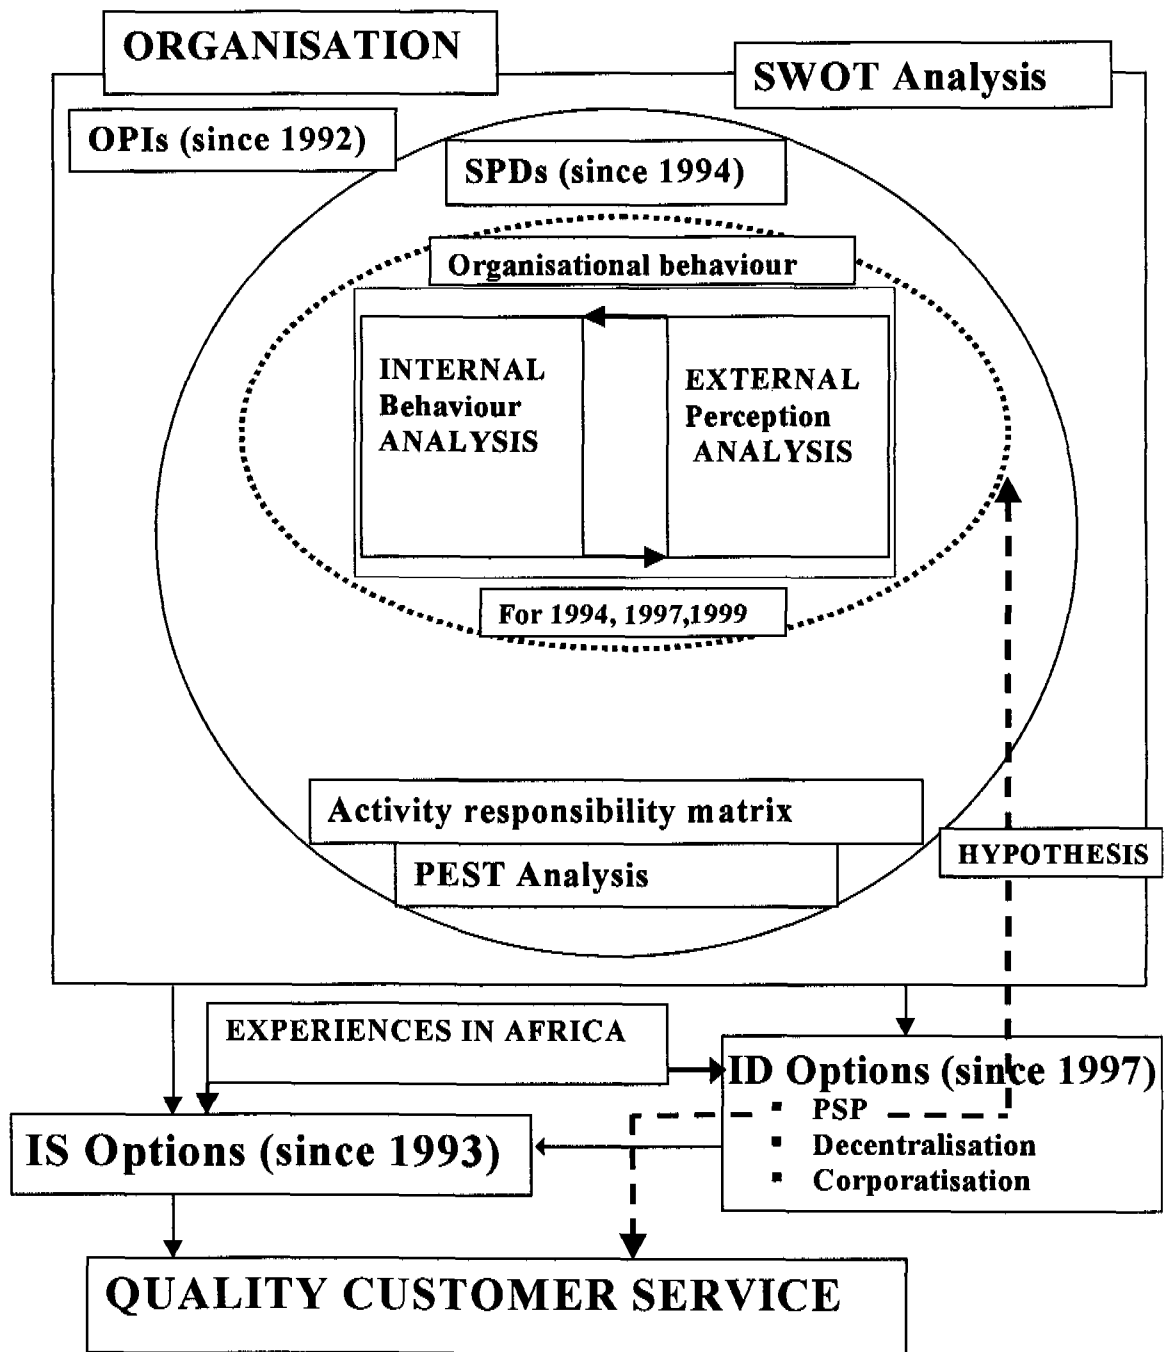 ORGANISATION
SWOT Analysis
OPIs (since 1992)
SPDs (since 1994)
Organisational behaviour
INTERNAL
Behaviour
ANALYSIS
EXTERNAL
Perception
ANALYSIS
For 1994, 1997,1999
Activity responsibility matrix
HYPOTHESIS
PEST Analysis
EXPERIENCES IN AFRICA
ID Options (since 1997)
▪ PSP
▪ Decentralisation
▪ Corporatisation
IS Options (since 1993)
QUALITY CUSTOMER SERVICE